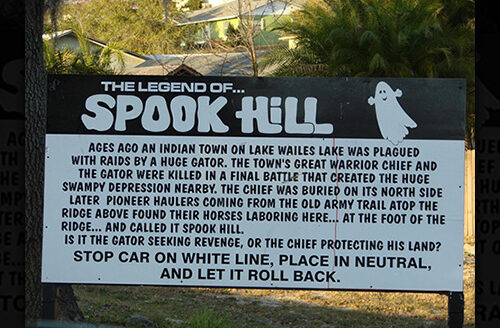 THE LEGEND OF...
SPOOK HILL
AGES AGO AN INDIAN TOWN ON LAKE WAILES LAKE WAS PLAGUED
WITH RAIDS BY A HUGE GATOR. THE TOWN'S GREAT WARRIOR CHIEF AND
THE GATOR WERE KILLED IN A FINAL BATTLE THAT CREATED THE HUGE
SWAMPY DEPRESSION NEARBY. THE CHIEF WAS BURIED ON ITS NORTH SIDE
LATER PIONEER HAULERS COMING FROM THE OLD ARMY TRAIL ATOP THE
RIDGE ABOVE FOUND THEIR HORSES LABORING HERE... AT THE FOOT OF THE
RIDGE... AND CALLED IT SPOOK HILL.
IS IT THE GATOR SEEKING REVENGE, OR THE CHIEF PROTECTING HIS LAND?
STOP CAR ON WHITE LINE, PLACE IN NEUTRAL,
AND LET IT ROLL BACK.